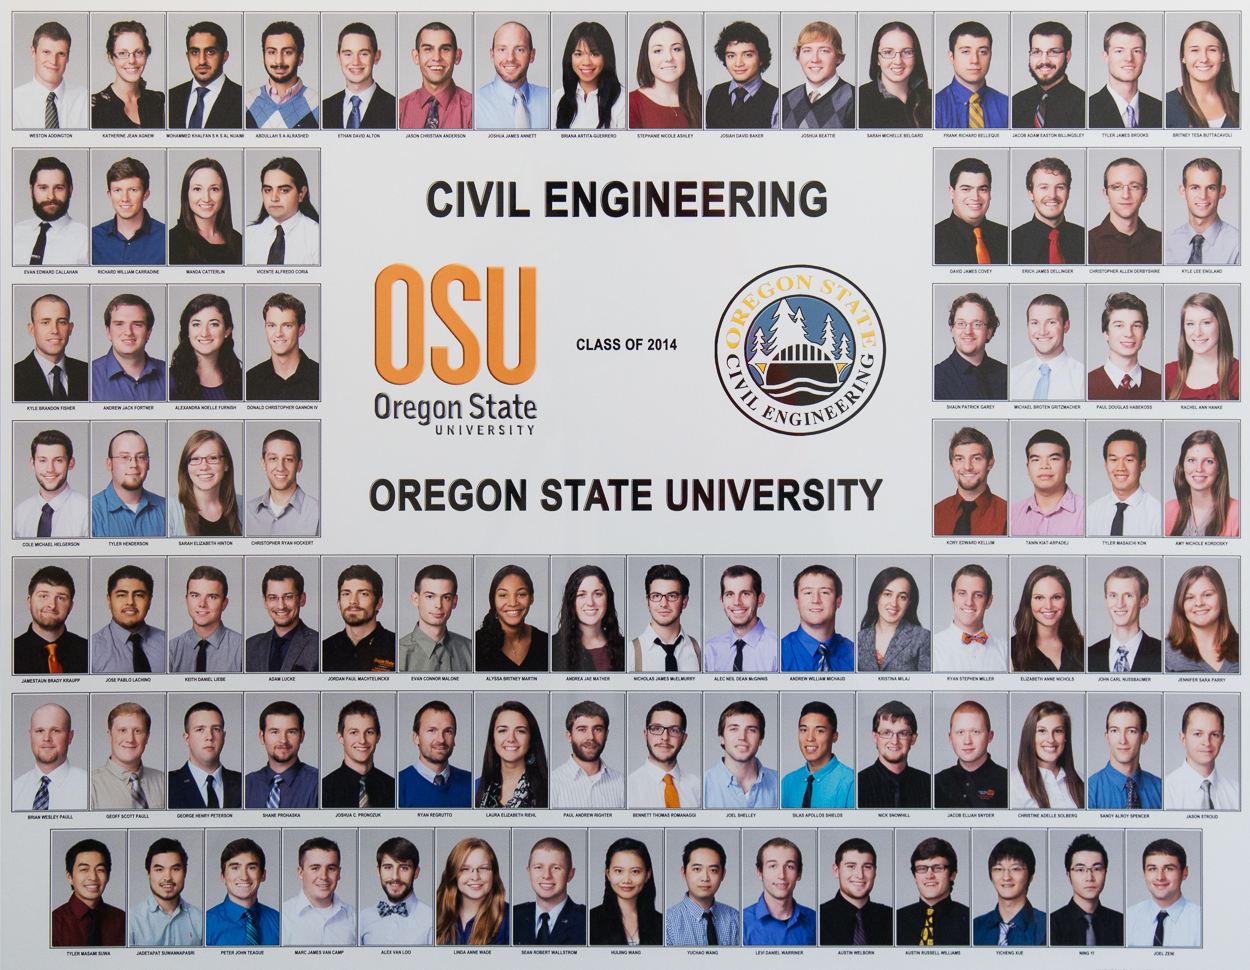 WESTON ADDINGTON
KATHERINE JEAN AGNEW
MOHAMMED KHALFAN S K S AL NUAIMI
ABDULLAH S A ALRASHED
ETHAN DAVID ALTON
JASON CHRISTIAN ANDERSON
JOSHUA JAMES ANNETT
BRIANA ARTITA-GUERRERO
STEPHANIE NICOLE ASHLEY
JOSIAH DAVID BAKER
JOSHUA BEATTIE
SARAH MICHELLE BELGARD
FRANK RICHARD BELLEQUE
JACOB ADAM EASTON BILLINGSLEY
TYLER JAMES BROOKS
BRITNEY TESA BUTTACAVOLI
CIVIL ENGINEERING
EVAN EDWARD CALLAHAN
RICHARD WILLIAM CARRADINE
MANDA CATTERLIN
VICENTE ALFREDO CORIA
DAVID JAMES COVEY
ERICH JAMES DELLINGER
CHRISTOPHER ALLEN DERBYSHIRE
KYLE LEE ENGLAND
OSU
Oregon State
UNIVERSITY
CLASS OF 2014
OREGON STATE
CIVIL ENGINEERING
KYLE BRANDON FISHER
ANDREW JACK FORTNER
ALEXANDRA NOELLE FURNISH
DONALD CHRISTOPHER GANNON IV
SHAUN PATRICK GAREY
MICHAEL BROTEN GRITZMACHER
PAUL DOUGLAS HABEROSS
RACHEL ANN HANKE
OREGON STATE UNIVERSITY
COLE MICHAEL HELGERSON
TYLER HENDERSON
SARAH ELIZABETH HINTON
CHRISTOPHER RYAN HOCKERT
KORY EDWARD KELLUM
TANIN KIAT-ARPADEJ
TYLER MASAICHI KON
AMY NICHOLE KORDOSKY
JAMESTAUN BRADY KRAUPP
JOSE PABLO LACHINO
KEITH DANIEL LIEBE
ADAM LUCKE
JORDAN PAUL MACHTELINCKX
EVAN CONNOR MALONE
ALYSSA BRITNEY MARTIN
ANDREA JAE MATHER
NICHOLAS JAMES McELMURRY
ALEC NEIL DEAN McGINNIS
ANDREW WILLIAM MICHAUD
KRISTINA MILAJ
RYAN STEPHEN MILLER
ELIZABETH ANNE NICHOLS
JOHN CARL NUSSBAUMER
JENNIFER SARA PARRY
BRIAN WESLEY PAULL
GEOFF SCOTT PAULL
GEORGE HENRY PETERSON
SHANE PROHASKA
JOSHUA C. PRONGZUK
RYAN REGRUTTO
LAURA ELIZABETH RIEHL
PAUL ANDREW RIGHTER
BENNETT THOMAS ROMANAGGI
JOEL SHELLEY
SILAS APOLLOS SHIELDS
NICK SNOWHILL
JACOB ELIJAH SNYDER
CHRISTINE ADELLE SOLBERG
SANDY ALROY SPENCER
JASON STROUD
TYLER MASAMI SUWA
JADETAPAT SUWANNAPASRI
PETER JOHN TEAGUE
MARC JAMES VAN CAMP
ALEX VAN LOO
LINDA ANNE WADE
SEAN ROBERT WALLSTROM
HUIJING WANG
YUCHAO WANG
LEVI DANIEL WARRINER
AUSTIN WELBORN
AUSTIN RUSSELL WILLIAMS
YICHENG XUE
NING YI
JOEL ZENI